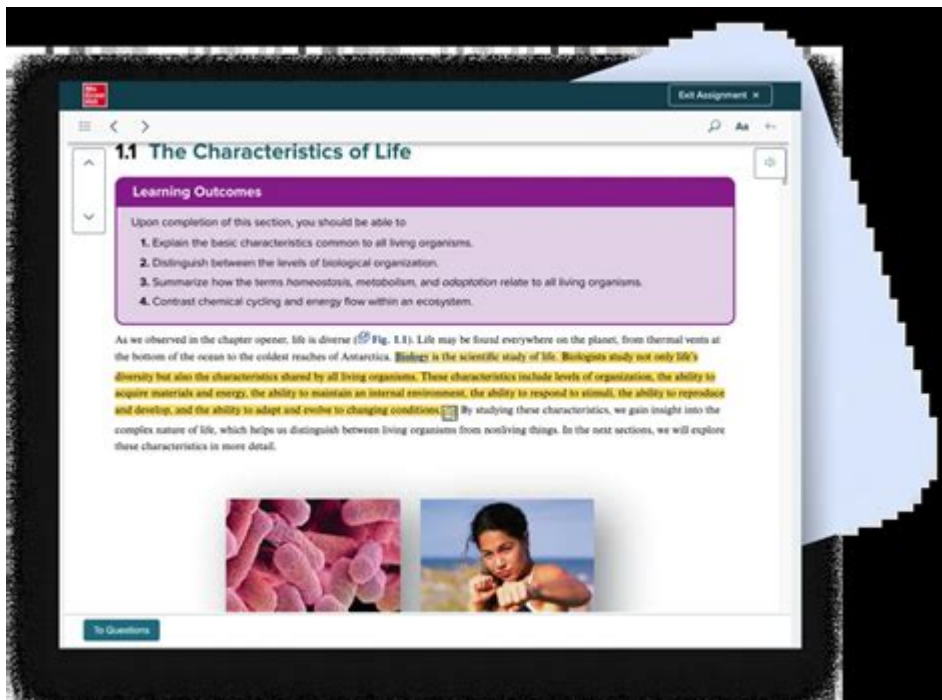 Mc
Graw
Hill
Exit Assignment ×
Aa
1.1 The Characteristics of Life
Learning Outcomes
Upon completion of this section, you should be able to
1. Explain the basic characteristics common to all living organisms.
2. Distinguish between the levels of biological organization.
3. Summarize how the terms homeostasis, metabolism, and adaptation relate to all living organisms.
4. Contrast chemical cycling and energy flow within an ecosystem.
As we observed in the chapter opener, life is diverse (Fig. 1.1). Life may be found everywhere on the planet, from thermal vents at
the bottom of the ocean to the coldest reaches of Antarctica. Biology is the scientific study of life. Biologists study not only life's
diversity but also the characteristics shared by all living organisms. These characteristics include levels of organization, the ability to
acquire materials and energy, the ability to maintain an internal environment, the ability to respond to stimuli, the ability to reproduce
and develop, and the ability to adapt and evolve to changing conditions. By studying these characteristics, we gain insight into the
complex nature of life, which helps us distinguish between living organisms from nonliving things. In the next sections, we will explore
these characteristics in more detail.
To Questions